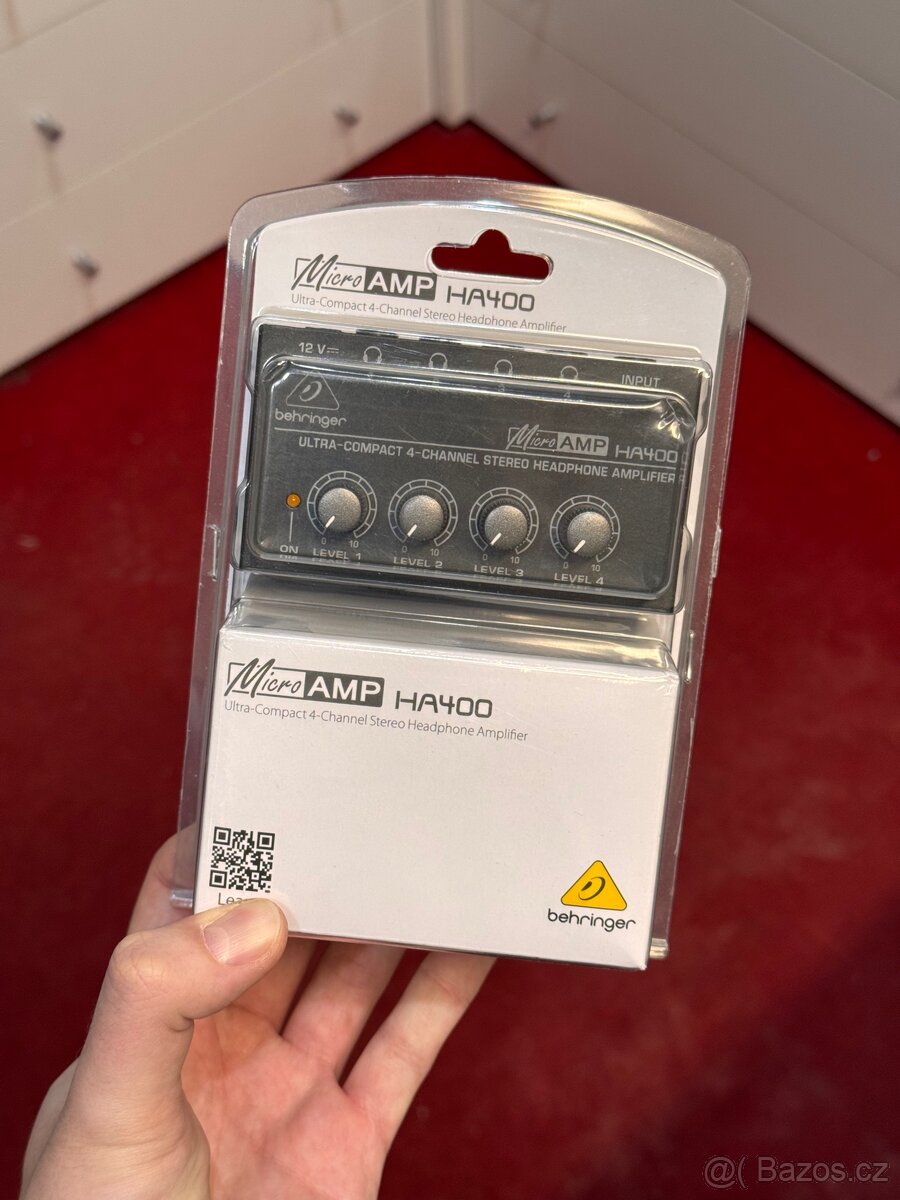 Micro AMP HA400
Ultra-Compact 4-Channel Stereo Headphone Amplifier
12 V
3
4
INPUT
behringer
Micro AMP HA400
ULTRA-COMPACT 4-CHANNEL STEREO HEADPHONE AMPLIFIER
ON
0 10
LEVEL 1
0 10
LEVEL 2
0 10
LEVEL 3
0 10
LEVEL 4
Micro AMP HA400
Ultra-Compact 4-Channel Stereo Headphone Amplifier
behringer
@( Bazos.cz